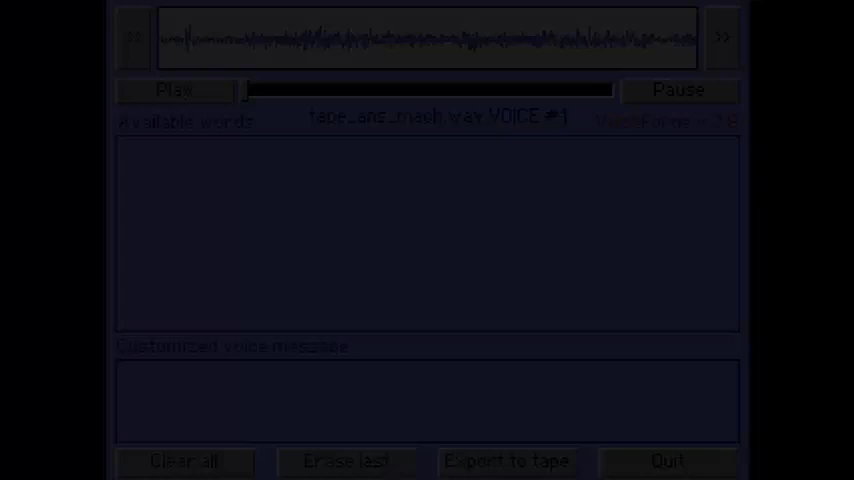 >>
Play
Pause
Available words
tape_ans_mach.wav VOICE #1
Customized voice message
Clear all
Erase last
Export to tape
Quit